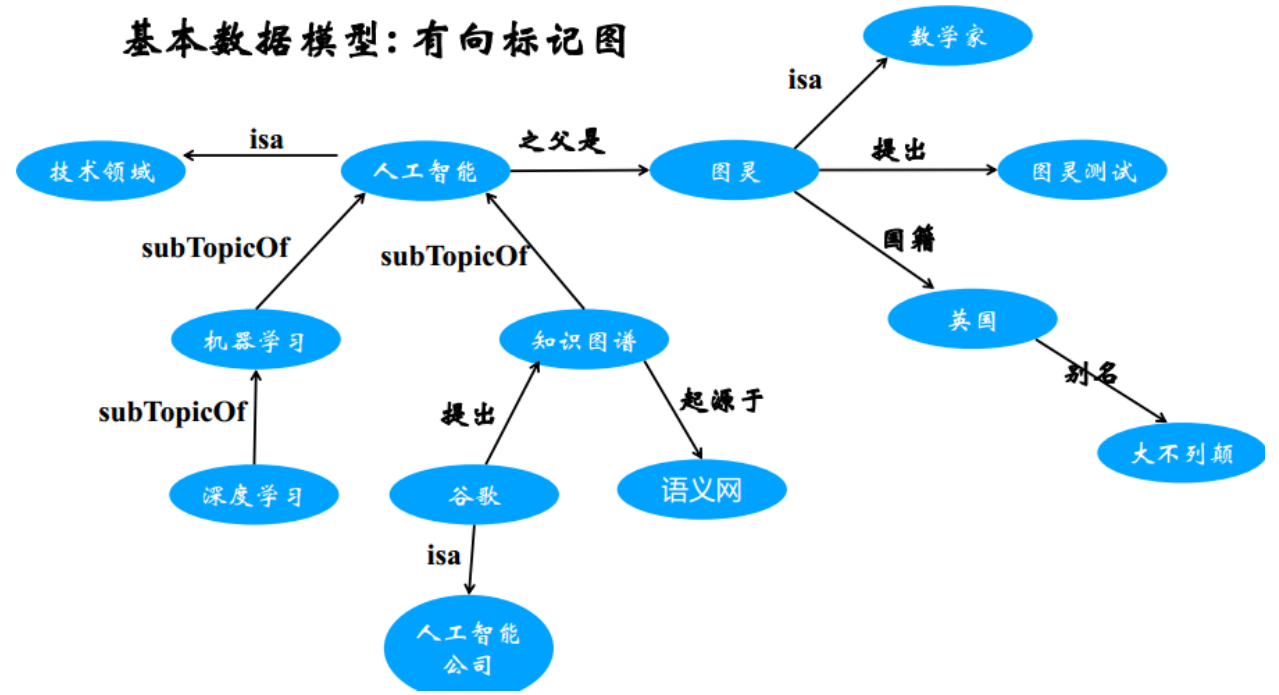 基本数据模型：有向标记图
数学家
isa
isa
之父是
提出
技术领域
人工智能
图灵
图灵测试
subTopicOf
subTopicOf
国籍
英国
机器学习
知识图谱
别名
subTopicOf
提出
起源于
大不列颠
深度学习
谷歌
语义网
isa
人工智能
公司